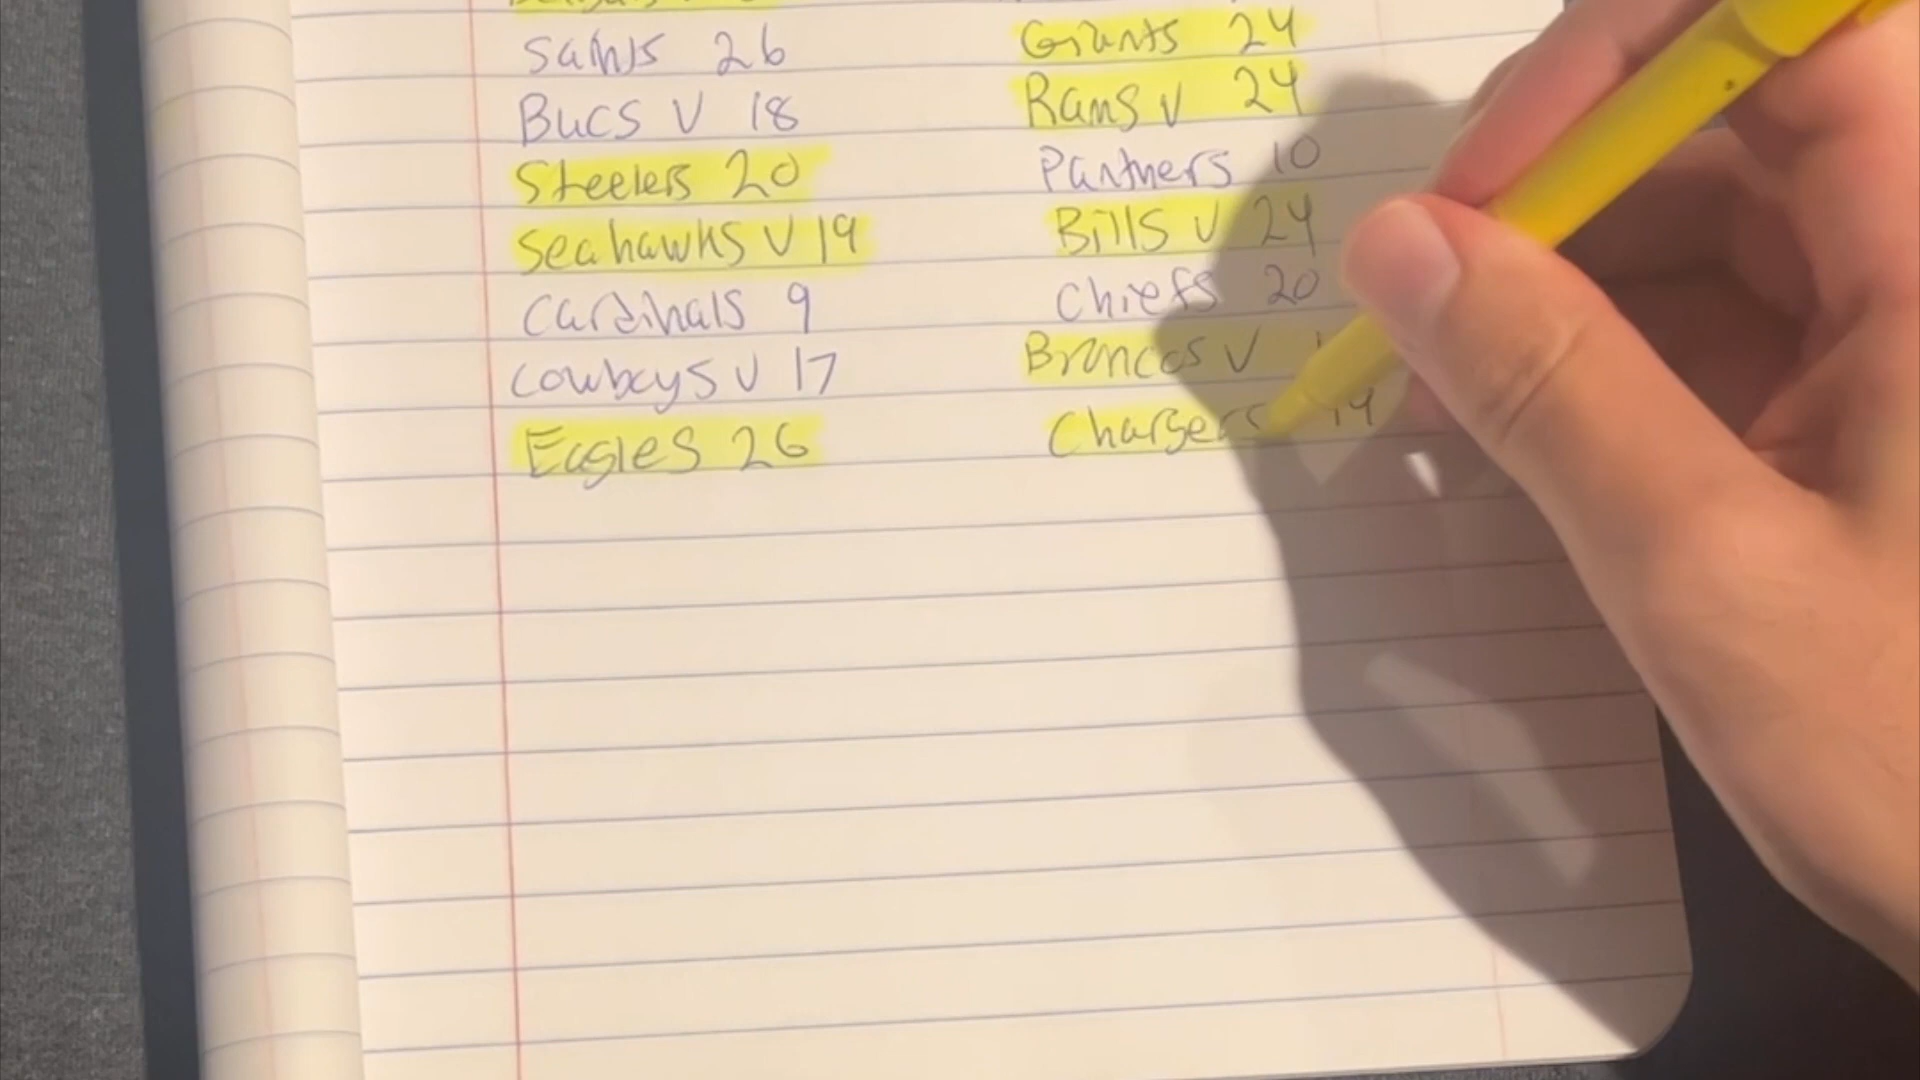 Saints 26
Bucs V 18
Steelers 20
Seahawks V 19
Cardinals 9
Cowboys V 17
Eagles 26
Giants 24
Rams V 24
Panthers 10
Bills V 24
Chiefs 20
Broncos V
Chargers 14